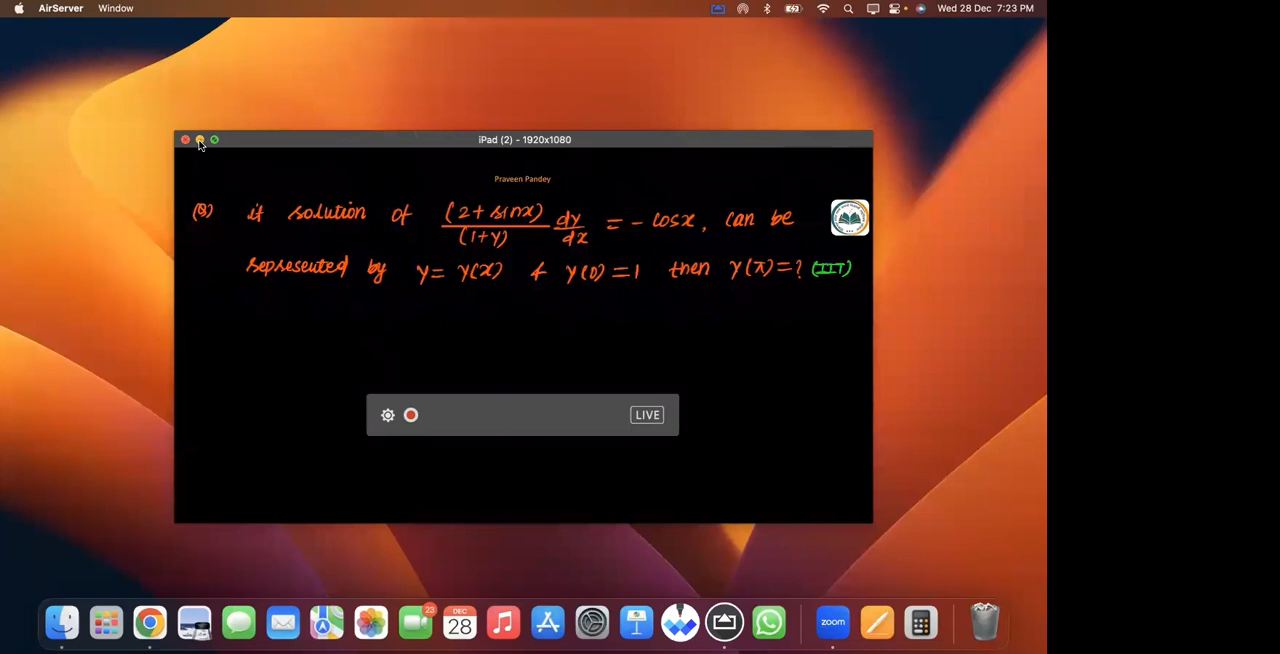 AirServer Window Wed 28 Dec 7:23 PM
iPad (2) - 1920x1080
Praveen Pandey
(Q) if solution of (2+sinx)/(1+y) dy/dx = -cosx, can be
represented by y = y(x) & y(0)=1 then y(π)=? (IIT)
LIVE
23
DEC
28
zoom